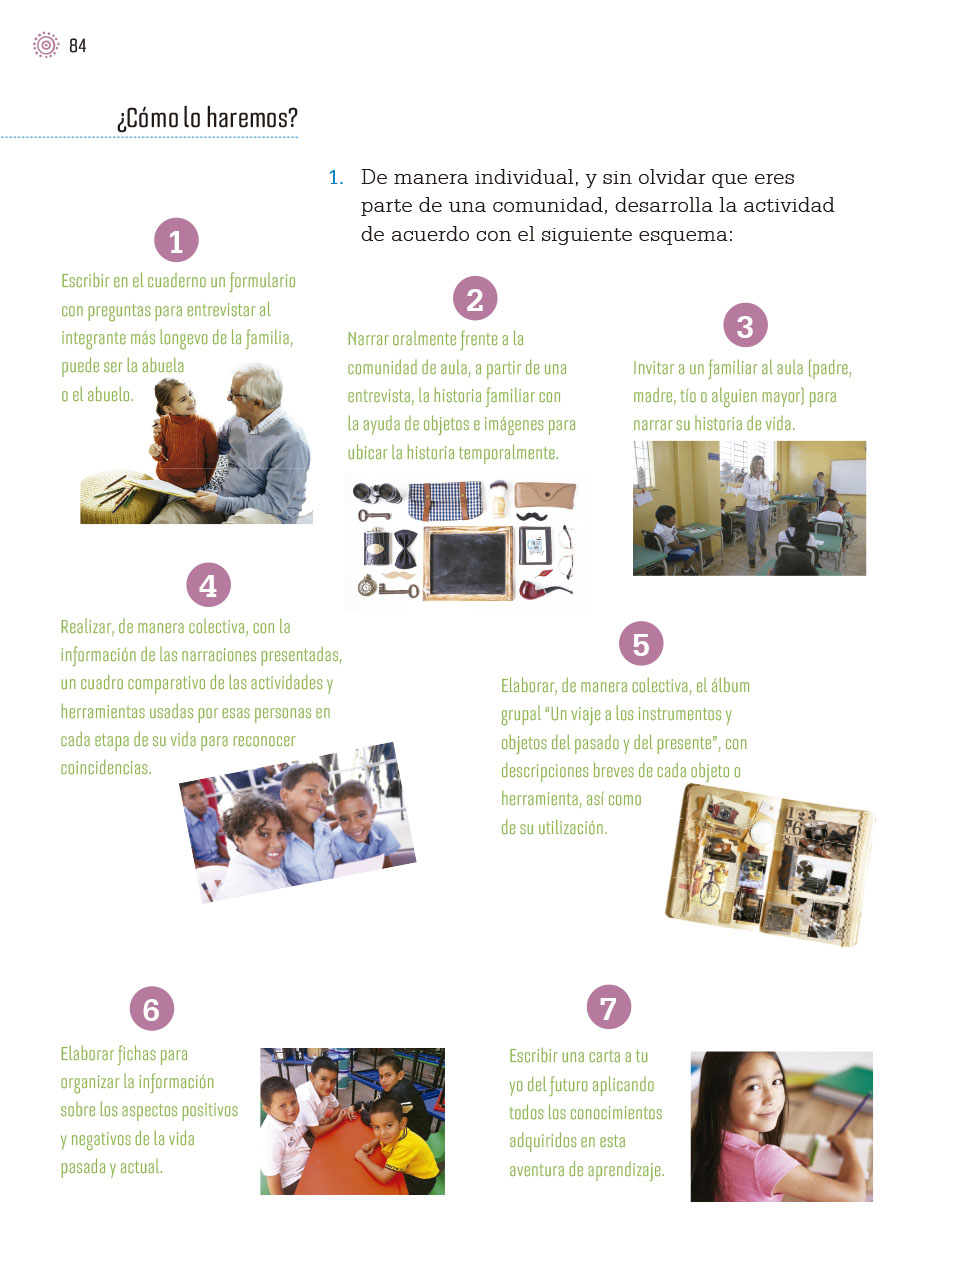 84
¿Cómo lo haremos?
1. De manera individual, y sin olvidar que eres
parte de una comunidad, desarrolla la actividad
de acuerdo con el siguiente esquema:
1
Escribir en el cuaderno un formulario
con preguntas para entrevistar al
integrante más longevo de la familia,
puede ser la abuela
o el abuelo.
2
Narrar oralmente frente a la
comunidad de aula, a partir de una
entrevista, la historia familiar con
la ayuda de objetos e imágenes para
ubicar la historia temporalmente.
3
Invitar a un familiar al aula (padre,
madre, tío o alguien mayor) para
narrar su historia de vida.
4
Realizar, de manera colectiva, con la
información de las narraciones presentadas,
un cuadro comparativo de las actividades y
herramientas usadas por esas personas en
cada etapa de su vida para reconocer
coincidencias.
5
Elaborar, de manera colectiva, el álbum
grupal “Un viaje a los instrumentos y
objetos del pasado y del presente”, con
descripciones breves de cada objeto o
herramienta, así como
de su utilización.
6
Elaborar fichas para
organizar la información
sobre los aspectos positivos
y negativos de la vida
pasada y actual.
7
Escribir una carta a tu
yo del futuro aplicando
todos los conocimientos
adquiridos en esta
aventura de aprendizaje.